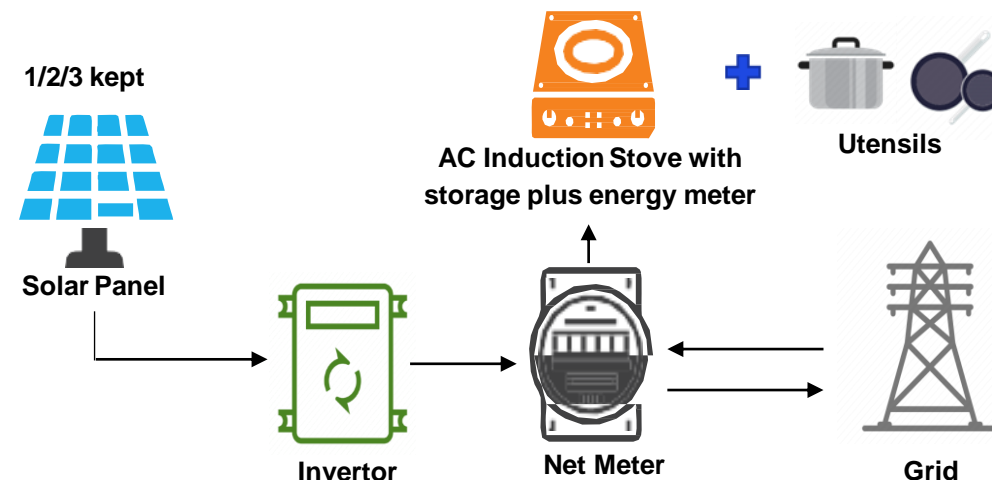 1/2/3 kept
Solar Panel
AC Induction Stove with
storage plus energy meter
Utensils
Invertor
Net Meter
Grid